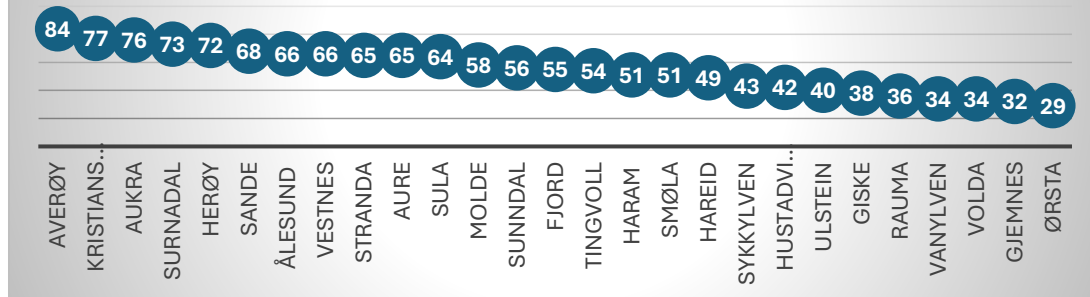 84 77 76 73 72 68 66 66 65 65 64 58 56 55 54 51 51 49 43 42 40 38 36 34 34 32 29
AVERØY
KRISTIANS...
AUKRA
SURNADAL
HERØY
SANDE
ÅLESUND
VESTNES
STRANDA
AURE
SULA
MOLDE
SUNNDAL
FJORD
TINGVOLL
HARAM
SMØLA
HAREID
SYKKYLVEN
HUSTADVI...
ULSTEIN
GISKE
RAUMA
VANYLVEN
VOLDA
GJEMNES
ØRSTA